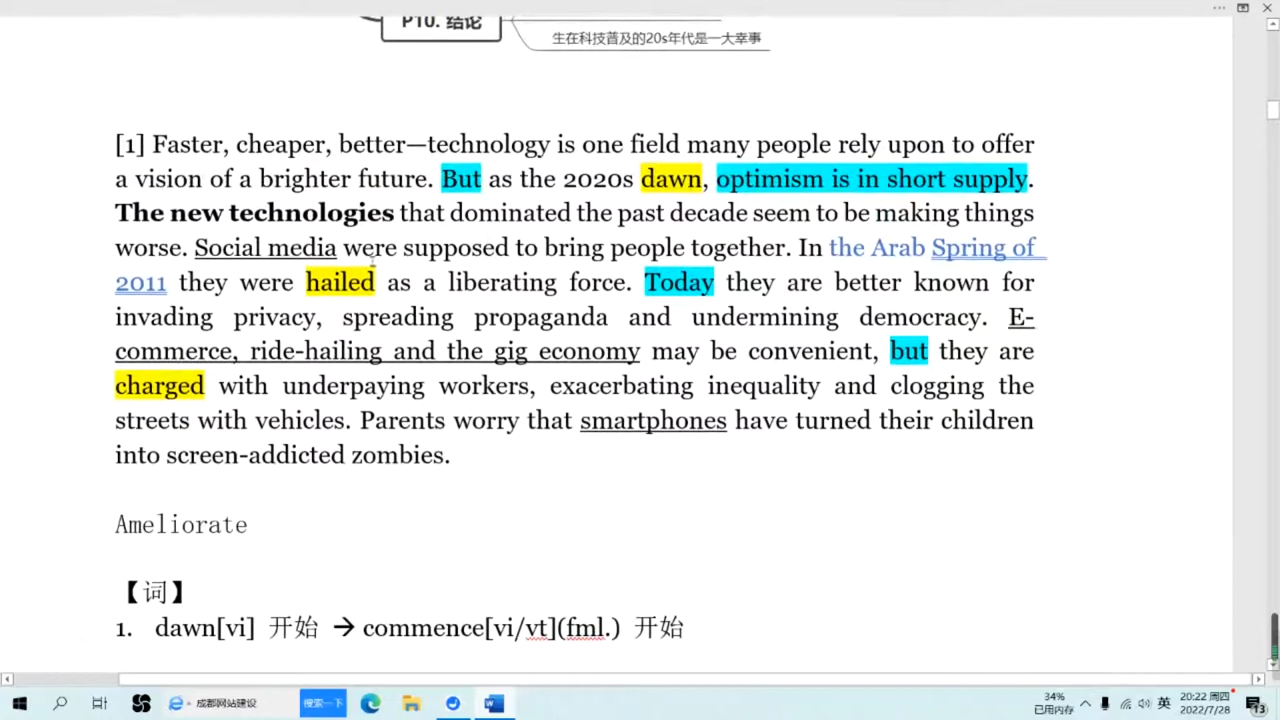 P10. 结论
生在科技普及的20s年代是一大幸事
[1] Faster, cheaper, better—technology is one field many people rely upon to offer
a vision of a brighter future. But as the 2020s dawn, optimism is in short supply.
The new technologies that dominated the past decade seem to be making things
worse. Social media were supposed to bring people together. In the Arab Spring of
2011 they were hailed as a liberating force. Today they are better known for
invading privacy, spreading propaganda and undermining democracy. E-
commerce, ride-hailing and the gig economy may be convenient, but they are
charged with underpaying workers, exacerbating inequality and clogging the
streets with vehicles. Parents worry that smartphones have turned their children
into screen-addicted zombies.
Ameliorate
【词】
1. dawn[vi] 开始 → commence[vi/vt](fml.) 开始
成都网站建设
搜索一下
34%
已用内存
英
20:22 周四
2022/7/28
13